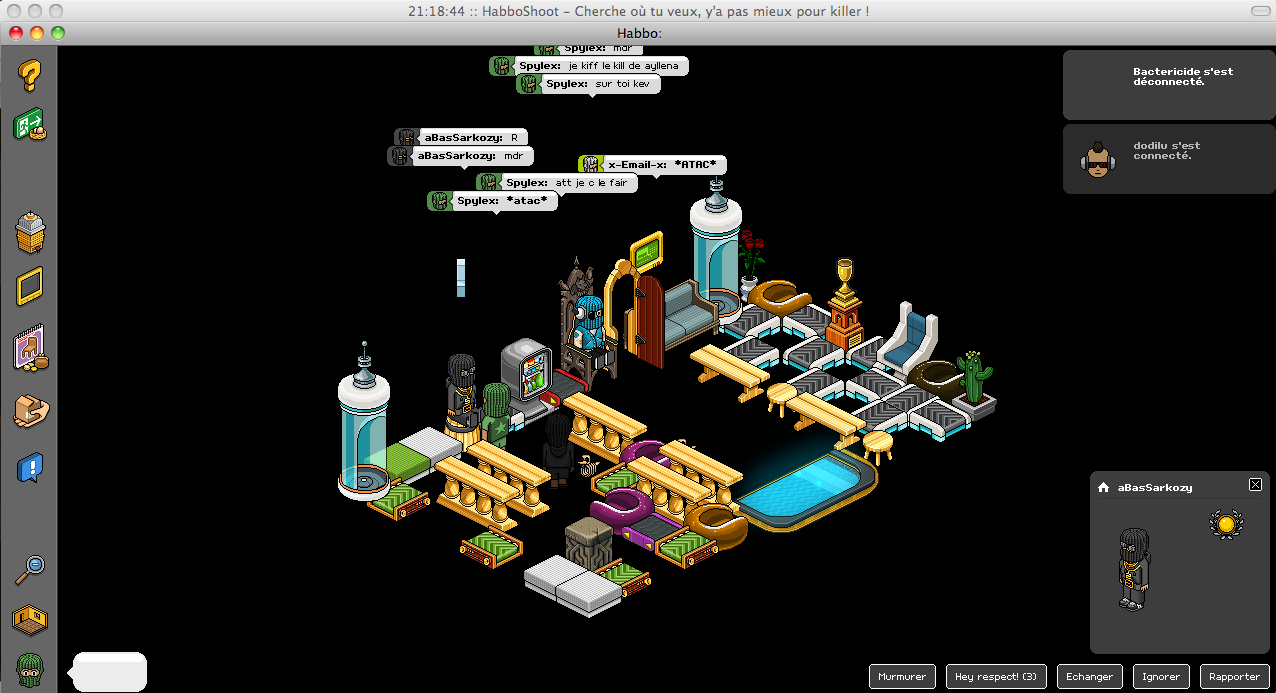 21:18:44 :: HabboShoot - Cherche où tu veux, y'a pas mieux pour killer !
Habbo:
Spylex: mdr
Spylex: je kiff le kill de ayllena
Spylex: sur toi kev
aBasSarkozy: R
aBasSarkozy: mdr
x-Email-x: *ATAC*
Spylex: att je c le fair
Spylex: *atac*
Bactericide s'est
déconnecté.
dodilu s'est
connecté.
aBasSarkozy
Murmurer
Hey respect! (3)
Echanger
Ignorer
Rapporter